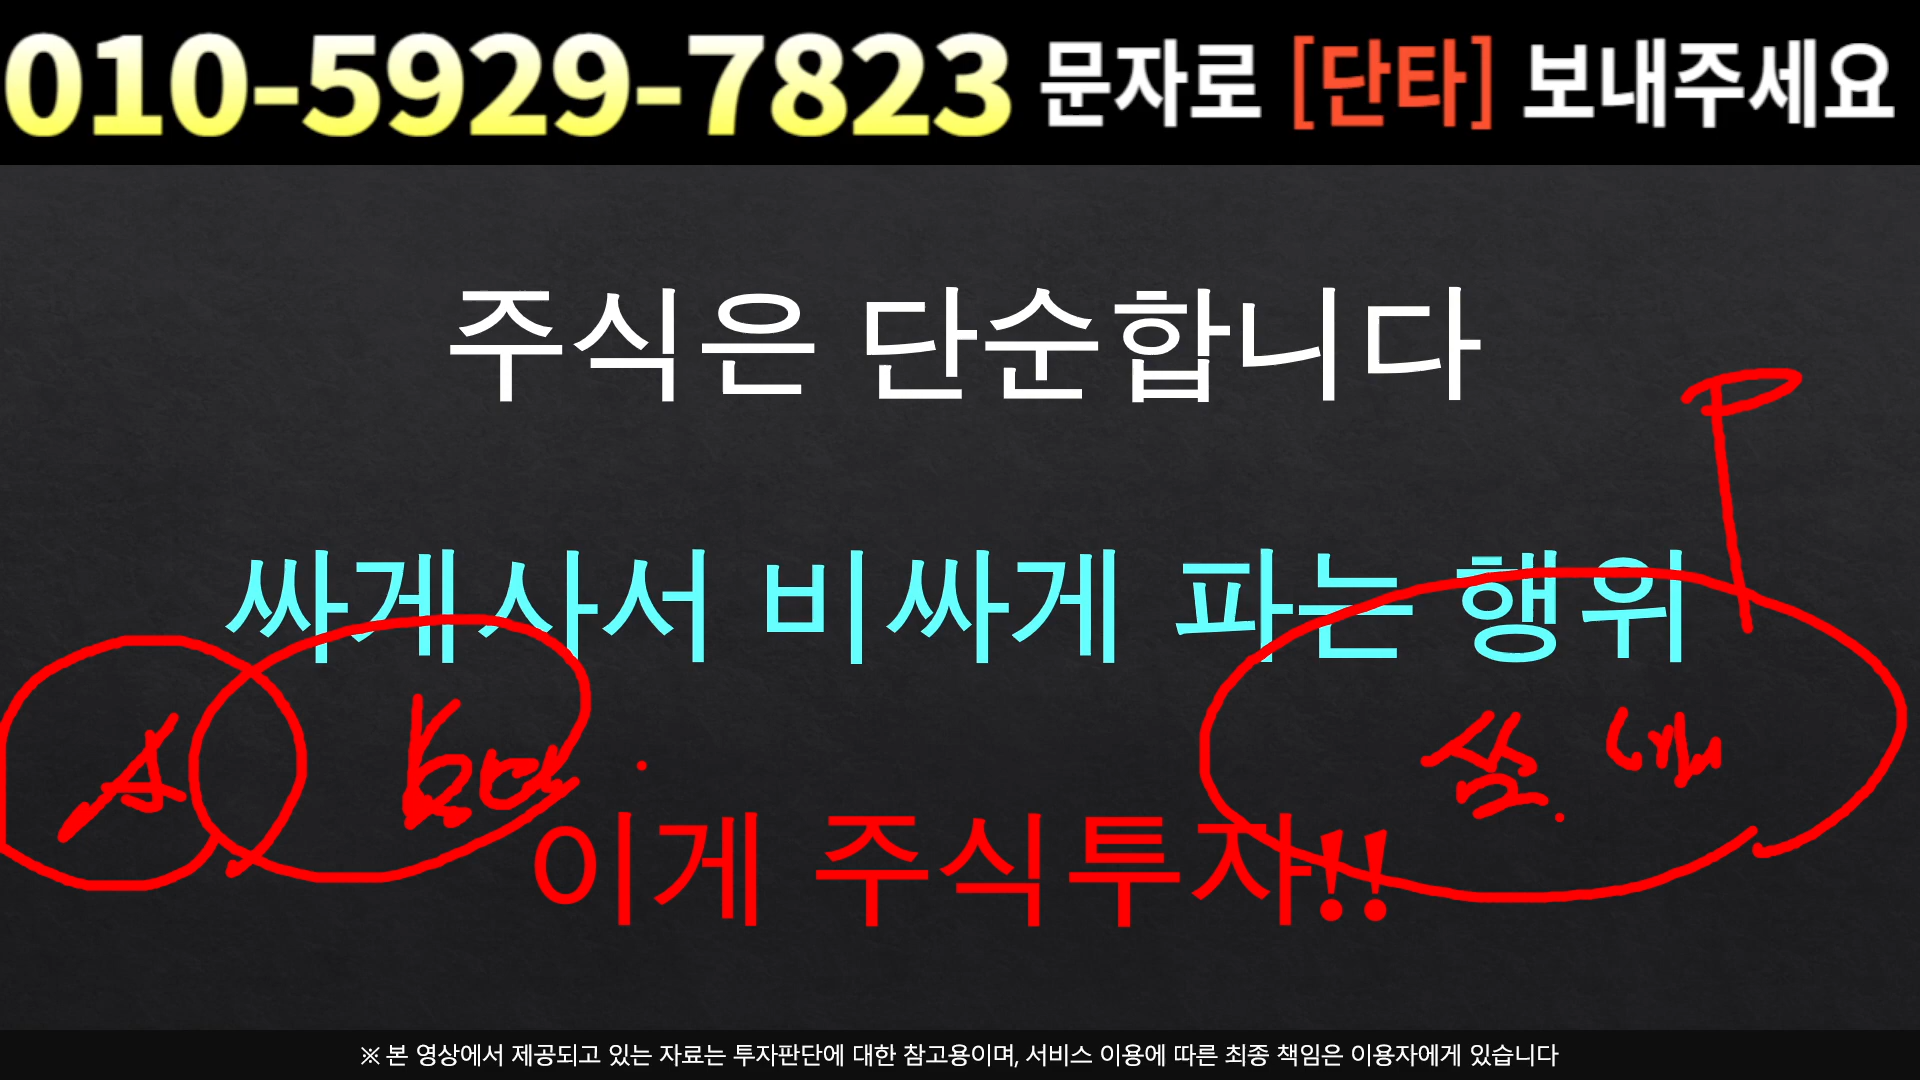 010-5929-7823 문자로 [단타] 보내주세요
주식은 단순합니다
싸게사서 비싸게 파는 행위
이게 주식투자!!
※ 본 영상에서 제공되고 있는 자료는 투자판단에 대한 참고용이며, 서비스 이용에 따른 최종 책임은 이용자에게 있습니다